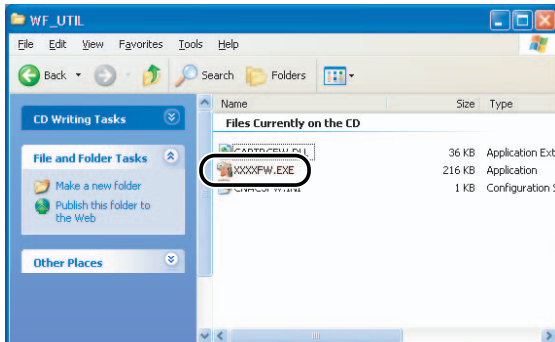 WF_UTIL
File Edit View Favorites Tools Help
Back Search Folders
Name Size Type
CD Writing Tasks
Files Currently on the CD
File and Folder Tasks
36 KB Application Ext
XXXXFW.EXE 216 KB Application
1 KB Configuration S
Make a new folder
Publish this folder to
the Web
Other Places